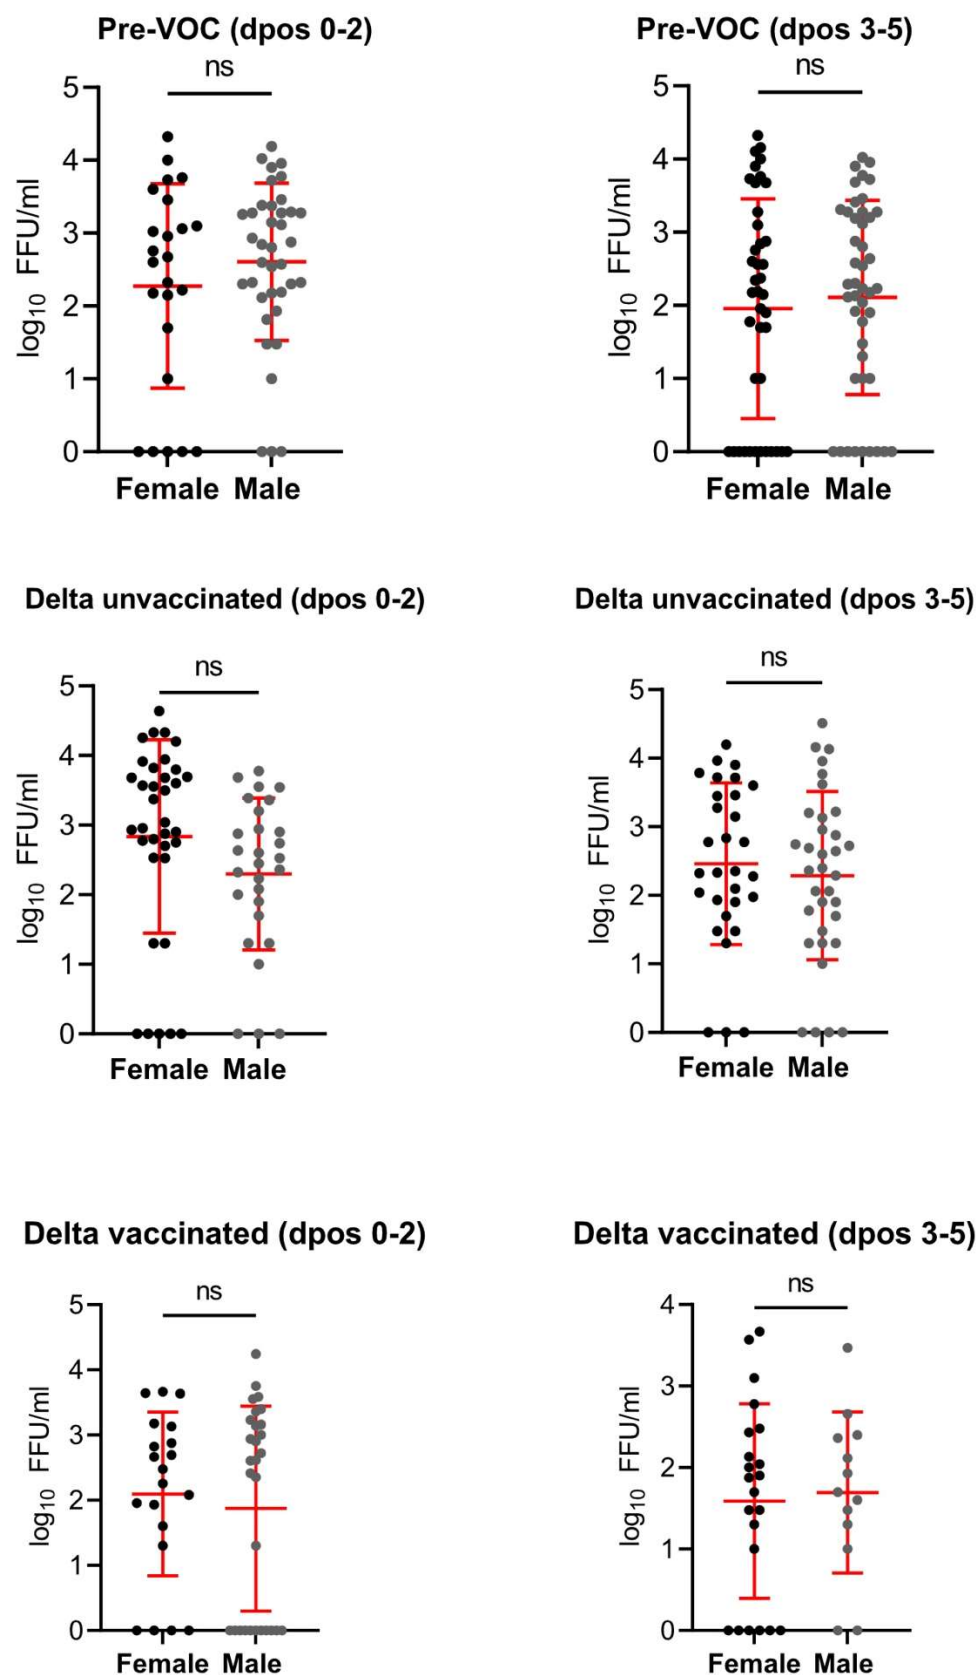 Pre-VOC (dpos 0-2)
ns
5
4
3
2
1
0
log10 FFU/ml
Female Male
Pre-VOC (dpos 3-5)
ns
5
4
3
2
1
0
log10 FFU/ml
Female Male
Delta unvaccinated (dpos 0-2)
ns
5
4
3
2
1
0
log10 FFU/ml
Female Male
Delta unvaccinated (dpos 3-5)
ns
5
4
3
2
1
0
log10 FFU/ml
Female Male
Delta vaccinated (dpos 0-2)
ns
5
4
3
2
1
0
log10 FFU/ml
Female Male
Delta vaccinated (dpos 3-5)
ns
4
3
2
1
0
log10 FFU/ml
Female Male